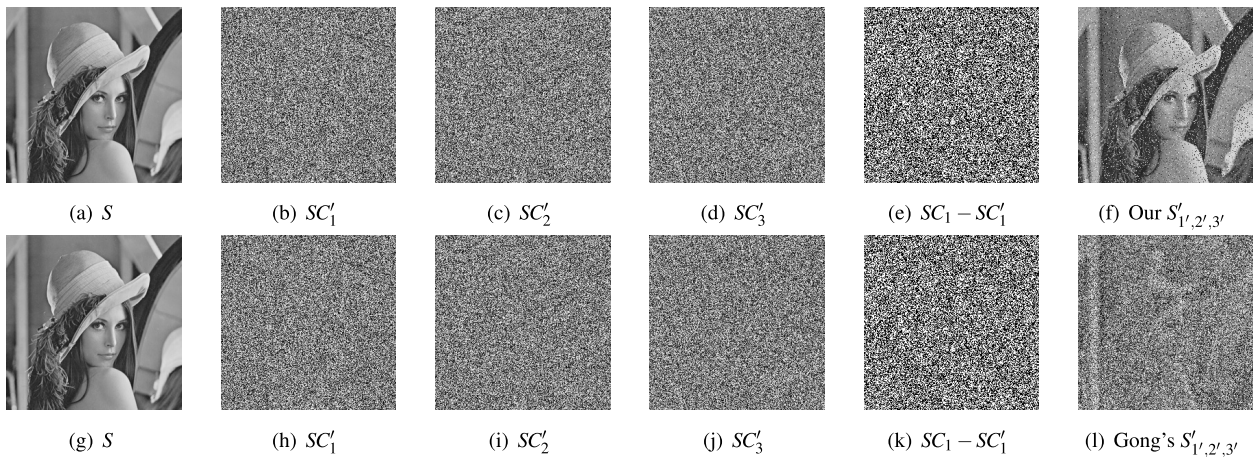 (a) S (b) SC′₁ (c) SC′₂ (d) SC′₃ (e) SC₁ − SC′₁ (f) Our S′₁′,₂′,₃′
(g) S (h) SC′₁ (i) SC′₂ (j) SC′₃ (k) SC₁ − SC′₁ (l) Gong's S′₁′,₂′,₃′